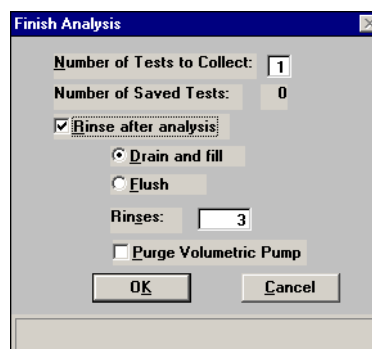 Finish Analysis
Number of Tests to Collect: 1
Number of Saved Tests: 0
Rinse after analysis
Drain and fill
Flush
Rinses: 3
Purge Volumetric Pump
OK Cancel